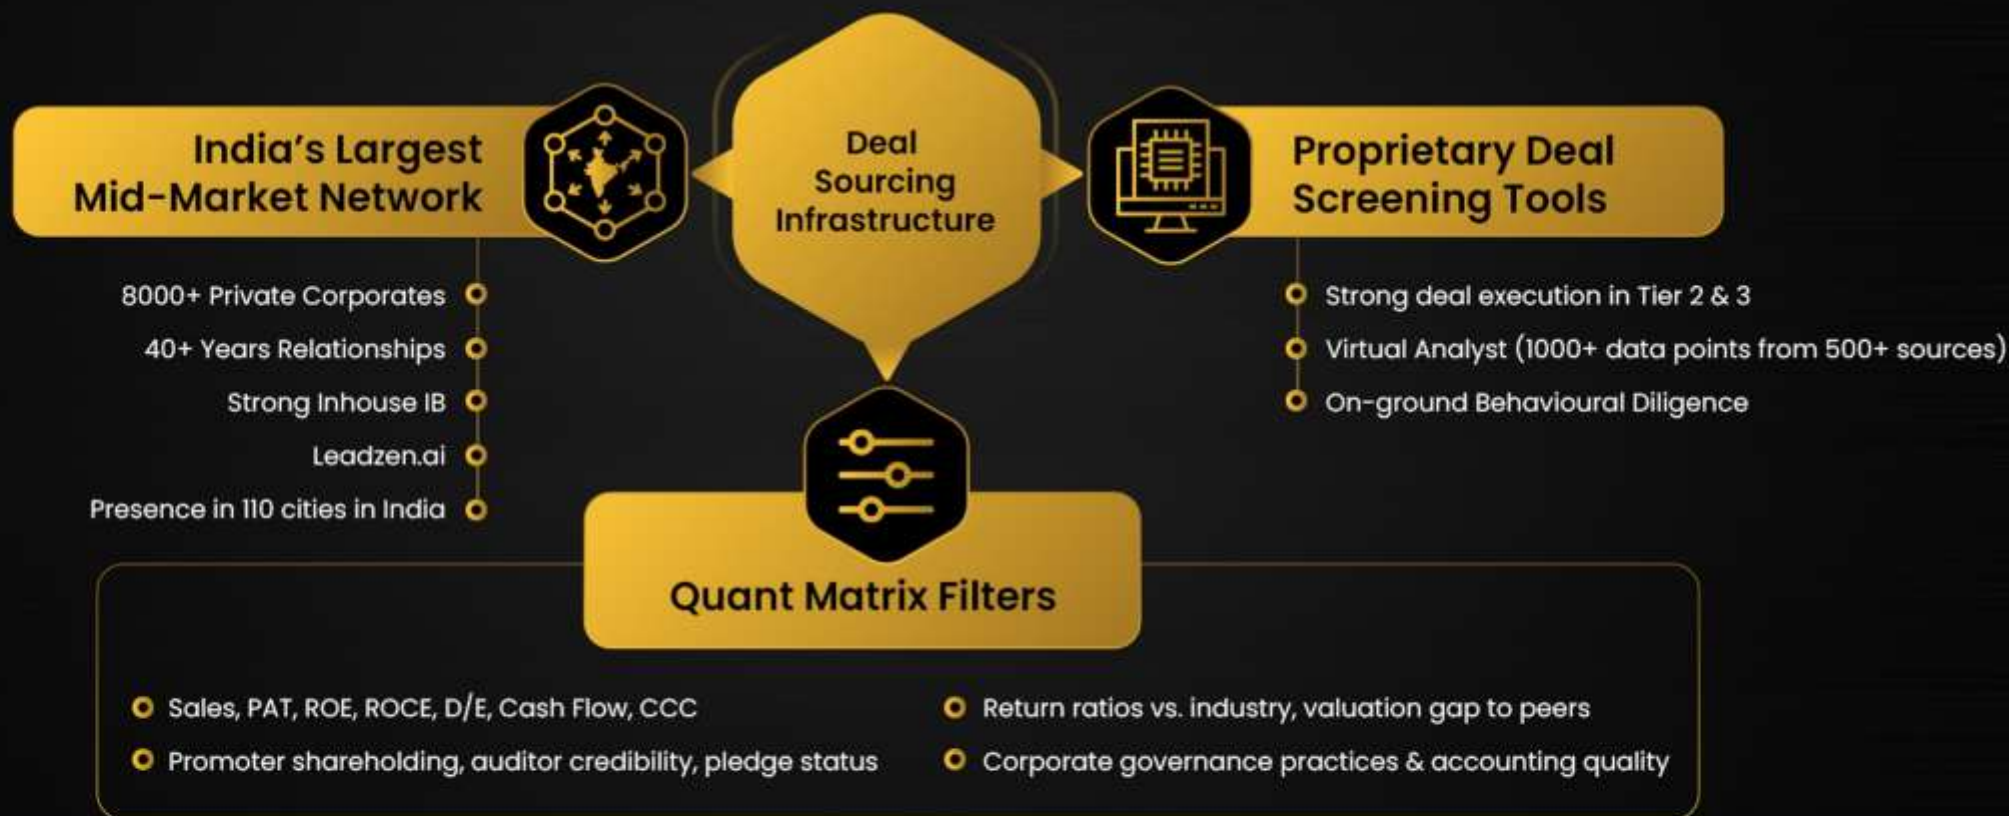 Deal
Sourcing
Infrastructure
India's Largest
Mid-Market Network
8000+ Private Corporates
40+ Years Relationships
Strong Inhouse IB
Leadzen.ai
Presence in 110 cities in India
Proprietary Deal
Screening Tools
Strong deal execution in Tier 2 & 3
Virtual Analyst (1000+ data points from 500+ sources)
On-ground Behavioural Diligence
Quant Matrix Filters
Sales, PAT, ROE, ROCE, D/E, Cash Flow, CCC
Promoter shareholding, auditor credibility, pledge status
Return ratios vs. industry, valuation gap to peers
Corporate governance practices & accounting quality